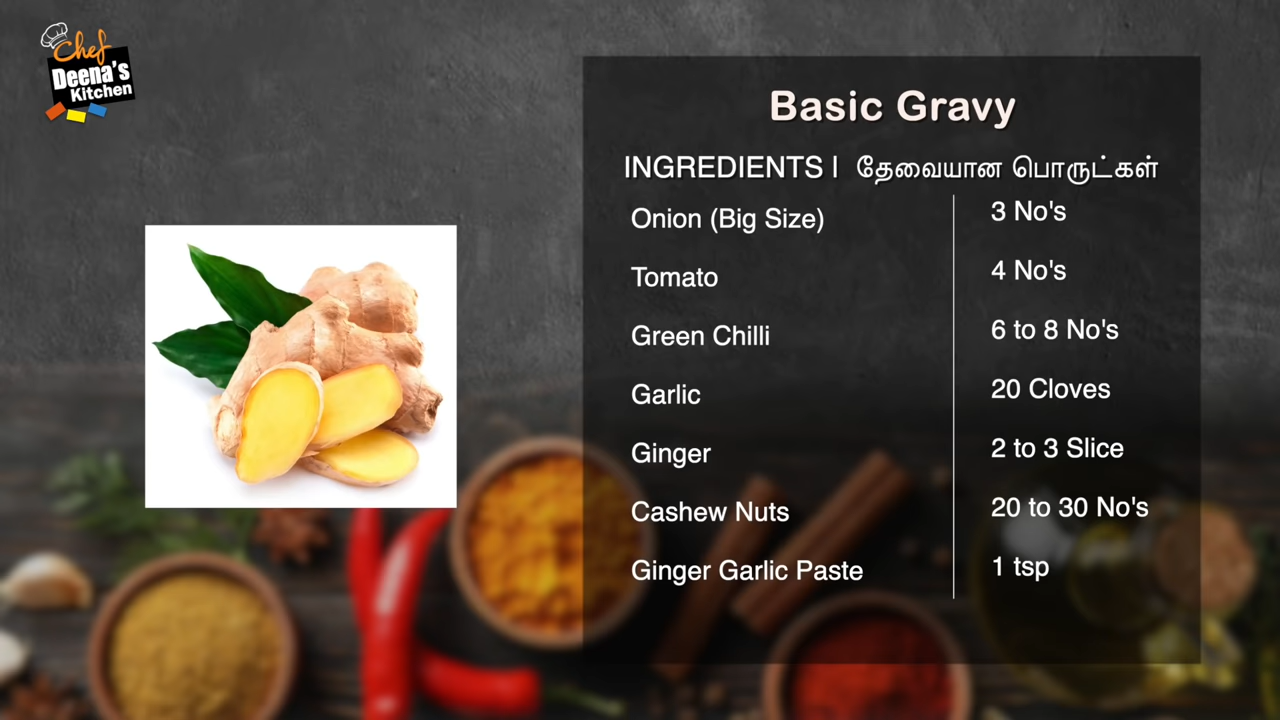 Chef
Deena's
Kitchen
Basic Gravy
INGREDIENTS | தேவையான பொருட்கள்
Onion (Big Size) 3 No's
Tomato 4 No's
Green Chilli 6 to 8 No's
Garlic 20 Cloves
Ginger 2 to 3 Slice
Cashew Nuts 20 to 30 No's
Ginger Garlic Paste 1 tsp